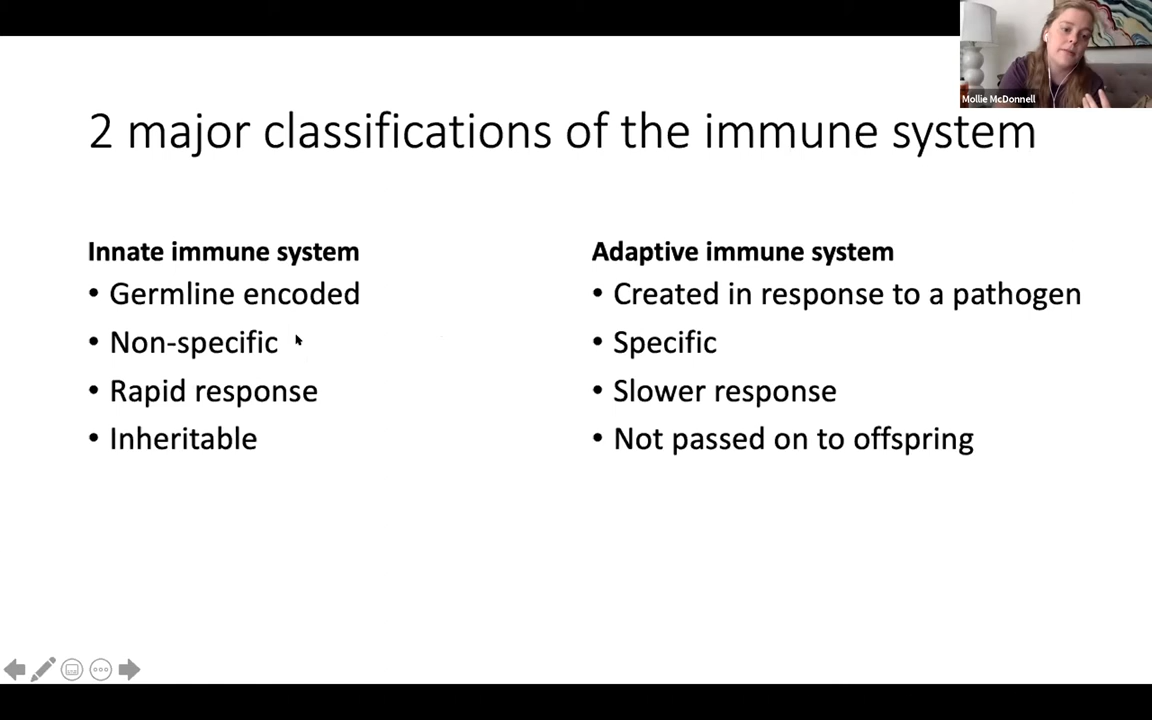 Mollie McDonnell
2 major classifications of the immune system
Innate immune system
• Germline encoded
• Non-specific
• Rapid response
• Inheritable
Adaptive immune system
• Created in response to a pathogen
• Specific
• Slower response
• Not passed on to offspring